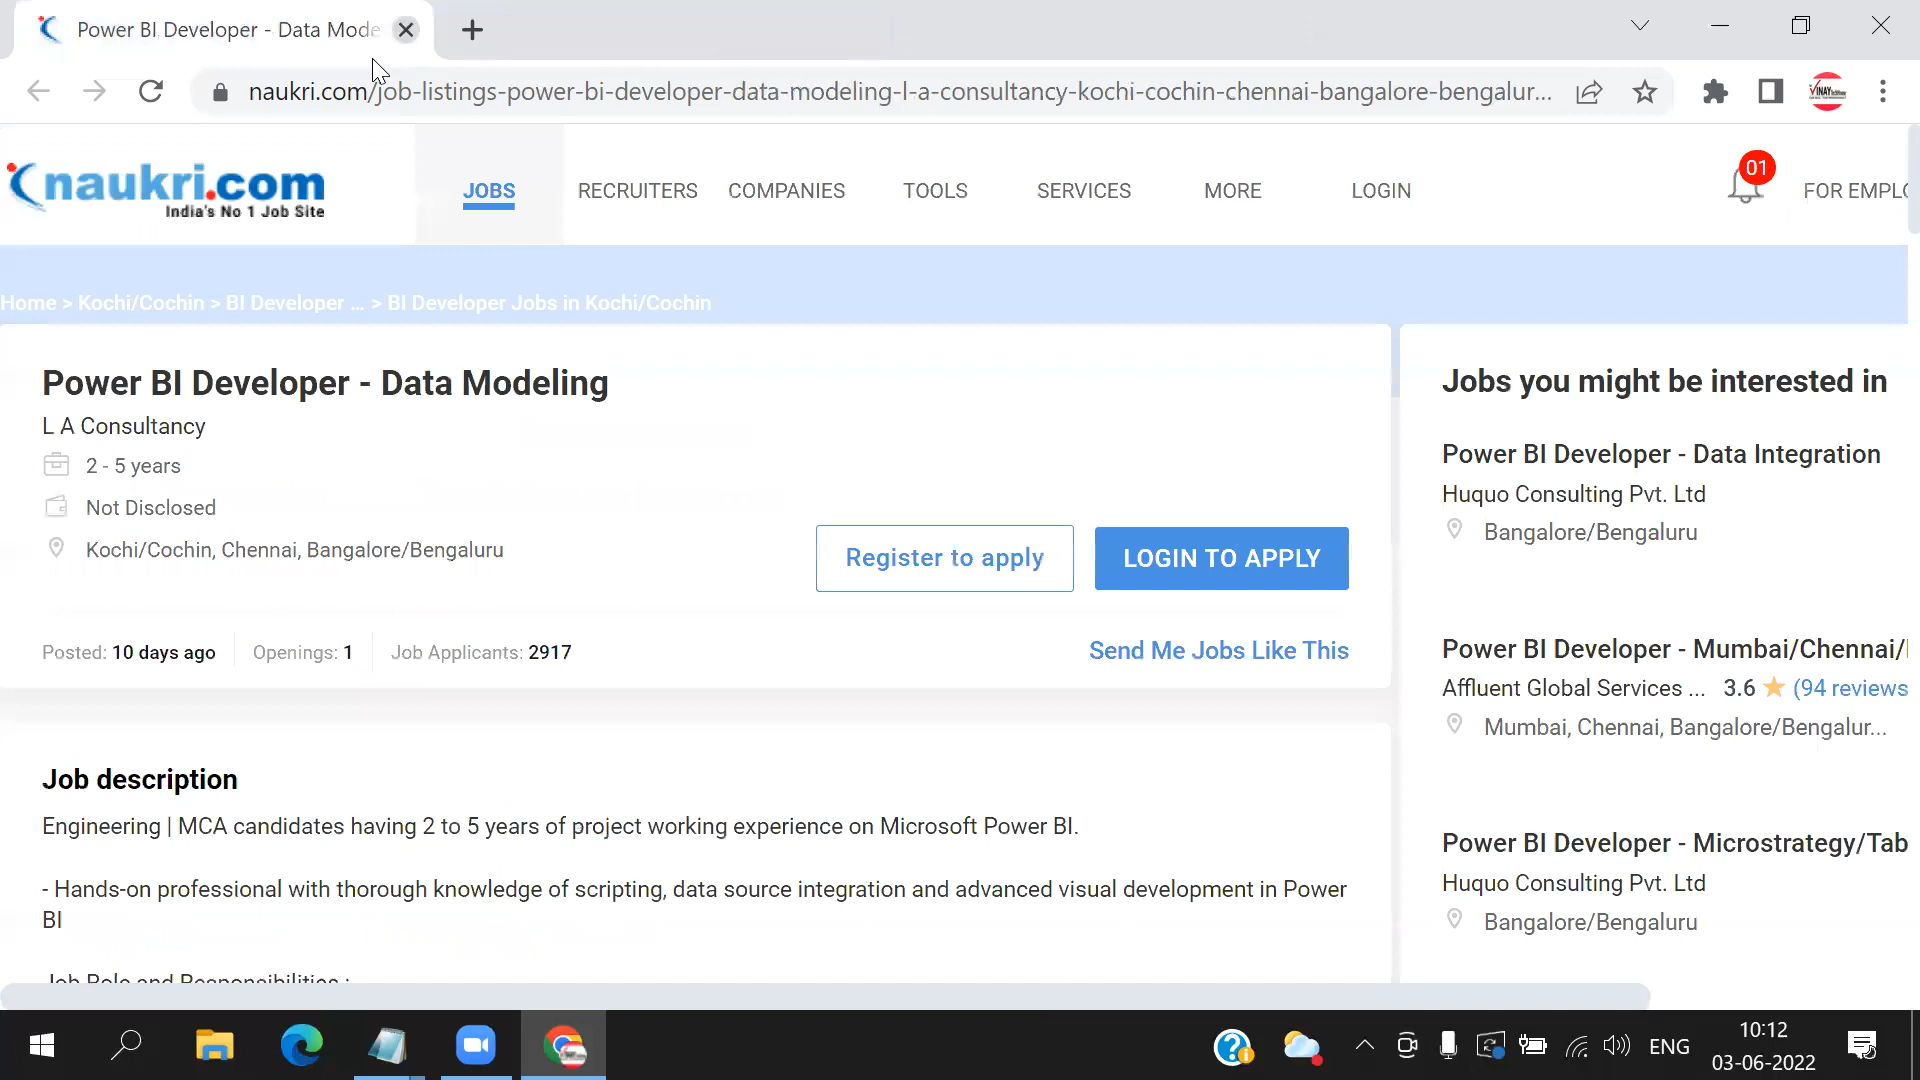 Power BI Developer - Data Mode
naukri.com/job-listings-power-bi-developer-data-modeling-l-a-consultancy-kochi-cochin-chennai-bangalore-bengalur...
naukri.com
India's No 1 Job Site
JOBS
RECRUITERS
COMPANIES
TOOLS
SERVICES
MORE
LOGIN
01
FOR EMPLO
Home > Kochi/Cochin > BI Developer ... > BI Developer Jobs in Kochi/Cochin
Power BI Developer - Data Modeling
L A Consultancy
2 - 5 years
Not Disclosed
Kochi/Cochin, Chennai, Bangalore/Bengaluru
Register to apply
LOGIN TO APPLY
Posted: 10 days ago
Openings: 1
Job Applicants: 2917
Send Me Jobs Like This
Job description
Engineering | MCA candidates having 2 to 5 years of project working experience on Microsoft Power BI.
- Hands-on professional with thorough knowledge of scripting, data source integration and advanced visual development in Power
BI
Job Role and Responsibilities :
Jobs you might be interested in
Power BI Developer - Data Integration
Huquo Consulting Pvt. Ltd
Bangalore/Bengaluru
Power BI Developer - Mumbai/Chennai/
Affluent Global Services ... 3.6 (94 reviews
Mumbai, Chennai, Bangalore/Bengalur...
Power BI Developer - Microstrategy/Tab
Huquo Consulting Pvt. Ltd
Bangalore/Bengaluru
ENG
10:12
03-06-2022